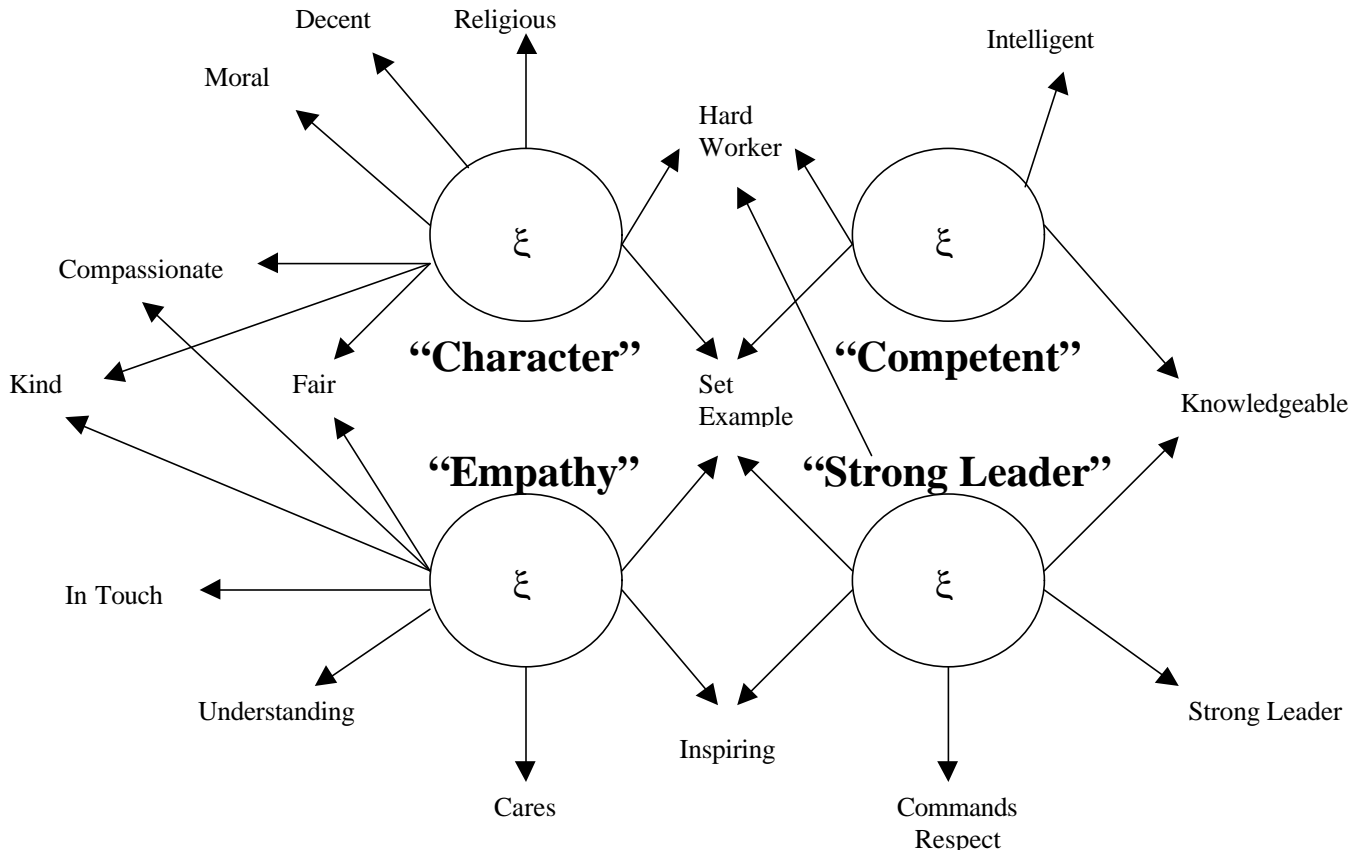 Decent
Religious
Intelligent
Moral
Hard
Worker
ξ
ξ
Compassionate
“Character”
“Competent”
Kind
Fair
Set
Example
Knowledgeable
“Empathy”
“Strong Leader”
ξ
ξ
In Touch
Understanding
Strong Leader
Inspiring
Cares
Commands
Respect